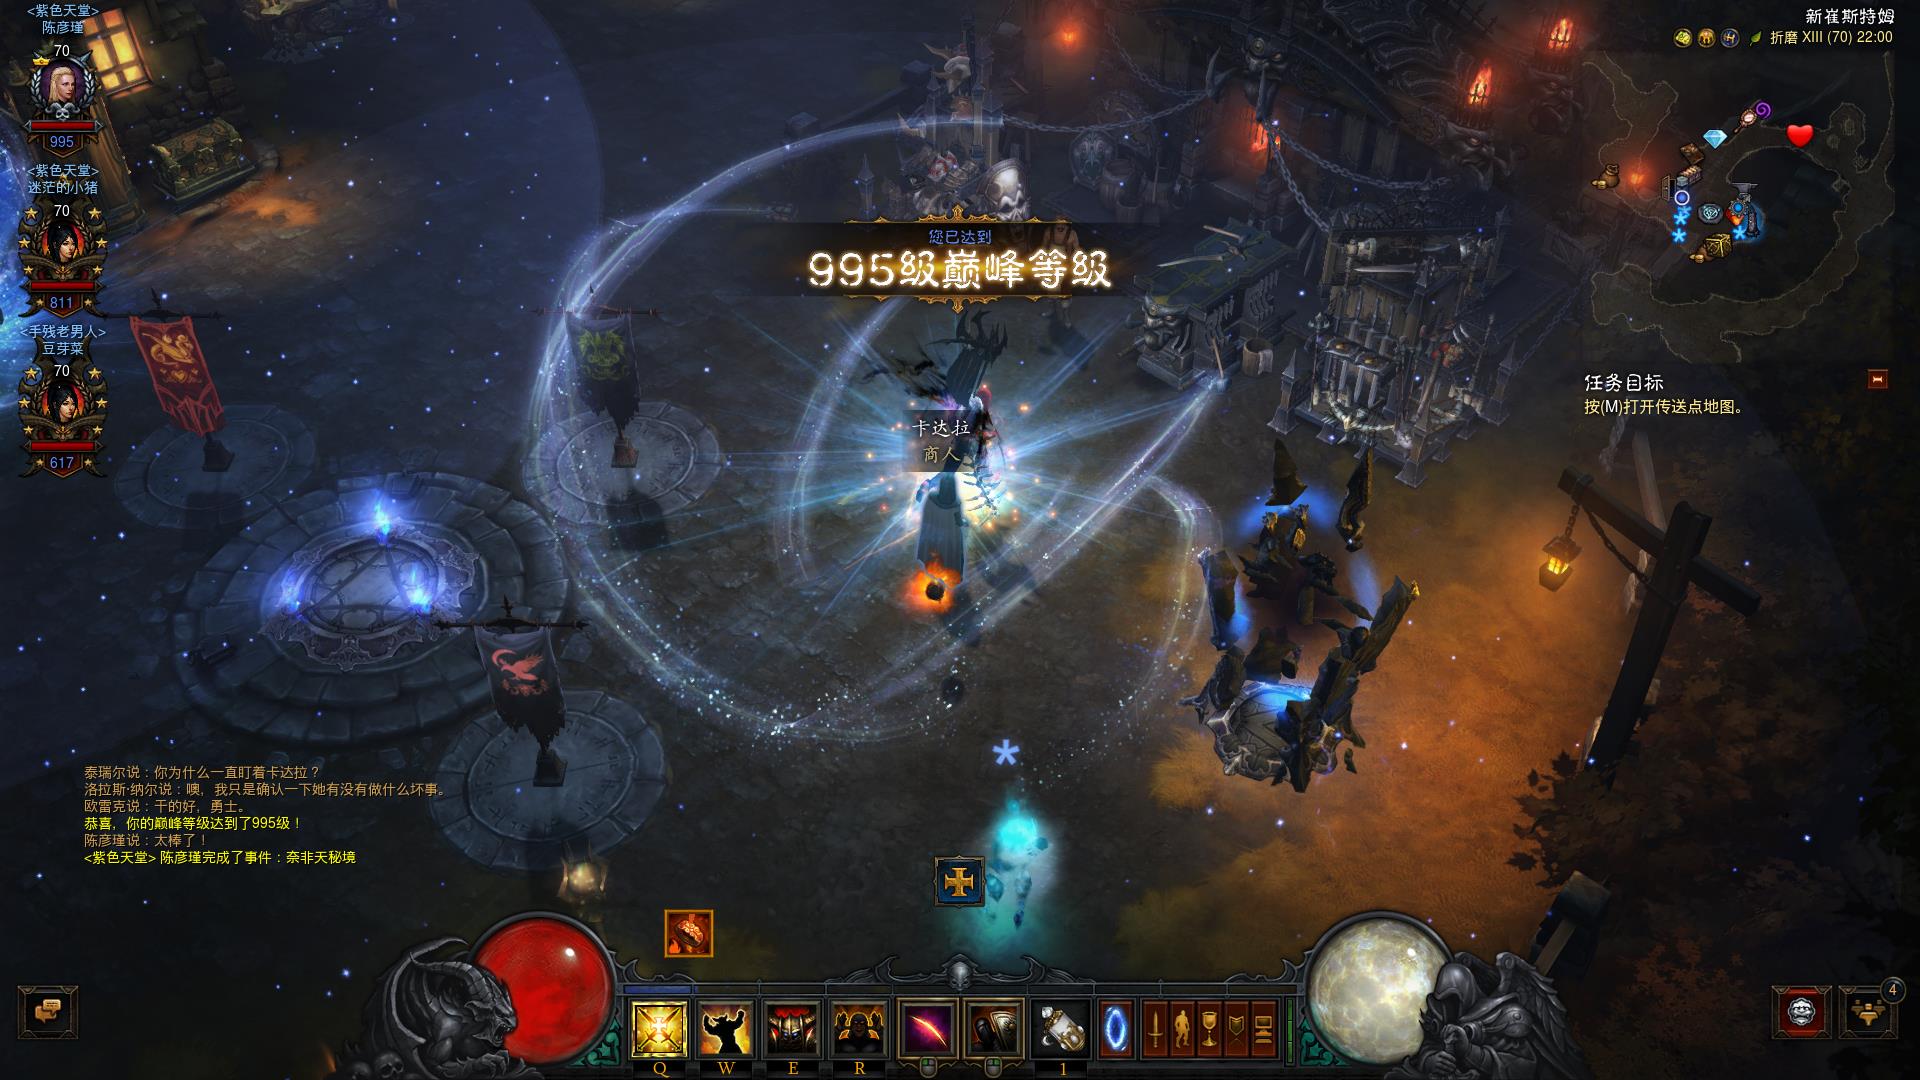 <紫色天堂>
陈彦瑾
70
995
<紫色天堂>
迷茫的小猪
70
811
<手残老男人>
豆芽菜
70
617
新崔斯特姆
折磨 XIII (70) 22:00
您已达到
995级巅峰等级
任务目标
按(M)打开传送点地图。
卡达拉
商人
泰瑞尔说：你为什么一直盯着卡达拉？
洛拉斯·纳尔说：噢，我只是确认一下她有没有做什么坏事。
欧雷克说：干的好，勇士。
恭喜，你的巅峰等级达到了995级！
陈彦瑾说：太棒了！
<紫色天堂> 陈彦瑾完成了事件：奈非天秘境
4
Q W E R 1